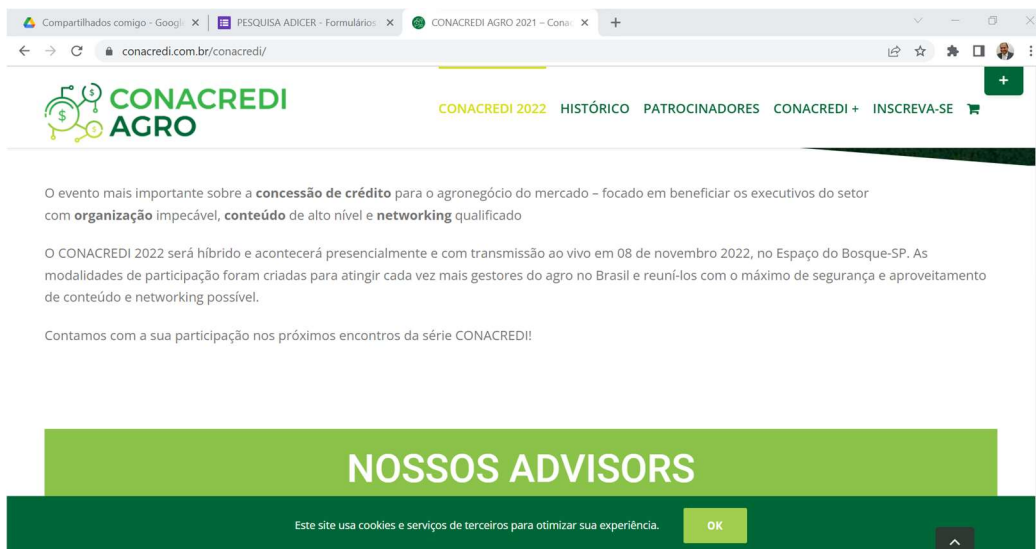 Compartilhados comigo - Googl
PESQUISA ADICER - Formulários
CONACREDI AGRO 2021 – Cona
conacredi.com.br/conacredi/
CONACREDI
AGRO
CONACREDI 2022 HISTÓRICO PATROCINADORES CONACREDI + INSCREVA-SE
O evento mais importante sobre a concessão de crédito para o agronegócio do mercado – focado em beneficiar os executivos do setor
com organização impecável, conteúdo de alto nível e networking qualificado
O CONACREDI 2022 será híbrido e acontecerá presencialmente e com transmissão ao vivo em 08 de novembro 2022, no Espaço do Bosque-SP. As
modalidades de participação foram criadas para atingir cada vez mais gestores do agro no Brasil e reuní-los com o máximo de segurança e aproveitamento
de conteúdo e networking possível.
Contamos com a sua participação nos próximos encontros da série CONACREDI!
NOSSOS ADVISORS
Este site usa cookies e serviços de terceiros para otimizar sua experiência. OK